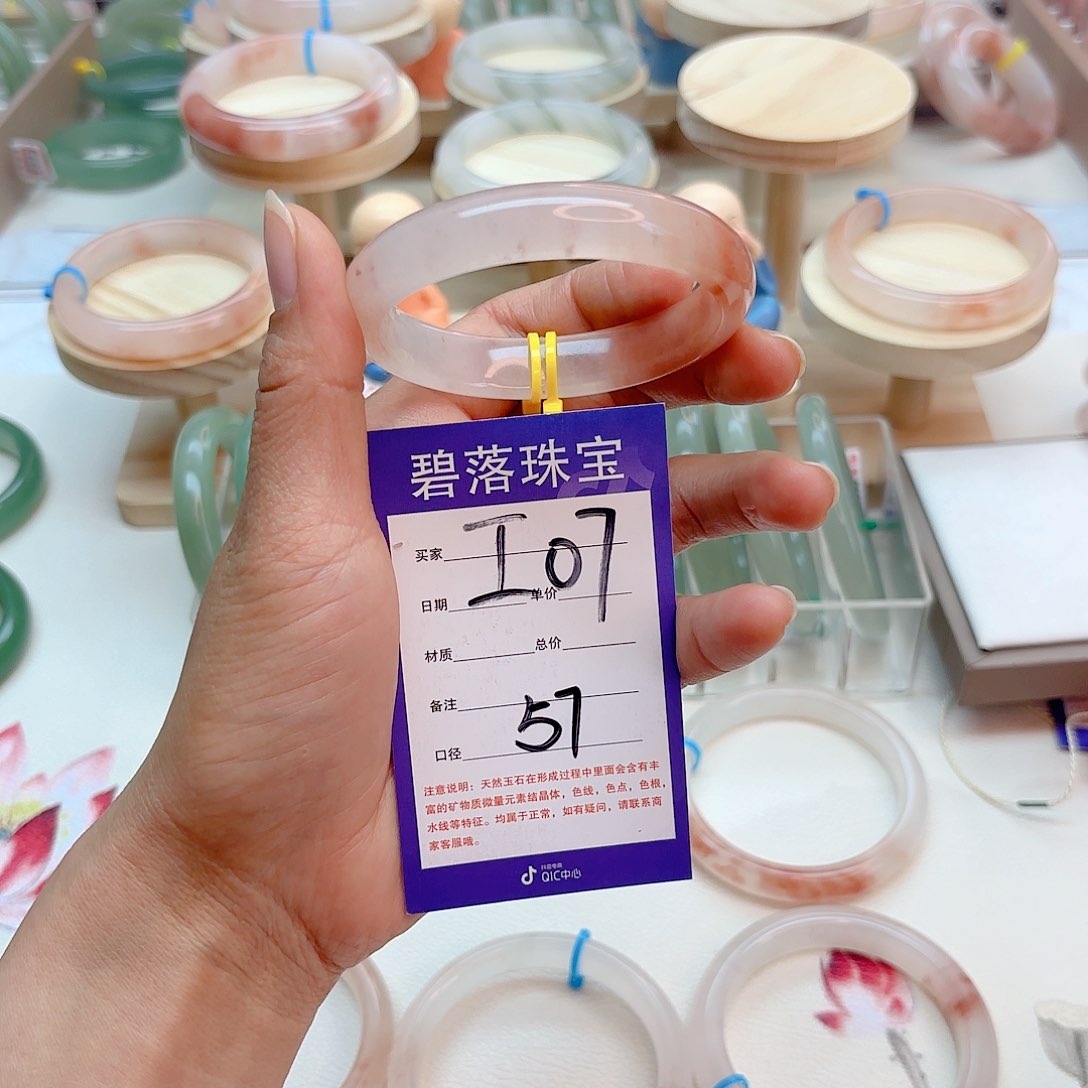 碧落珠宝
I07
买家
日期 单价
材质 总价
备注
57
口径
注意说明：天然玉石在形成过程中里面会含有丰
富的矿物质微量元素结晶体，色线，色点，色根，
水线等特征。均属于正常，如有疑问，请联系商
家客服哦。
抖音电商
QIC中心